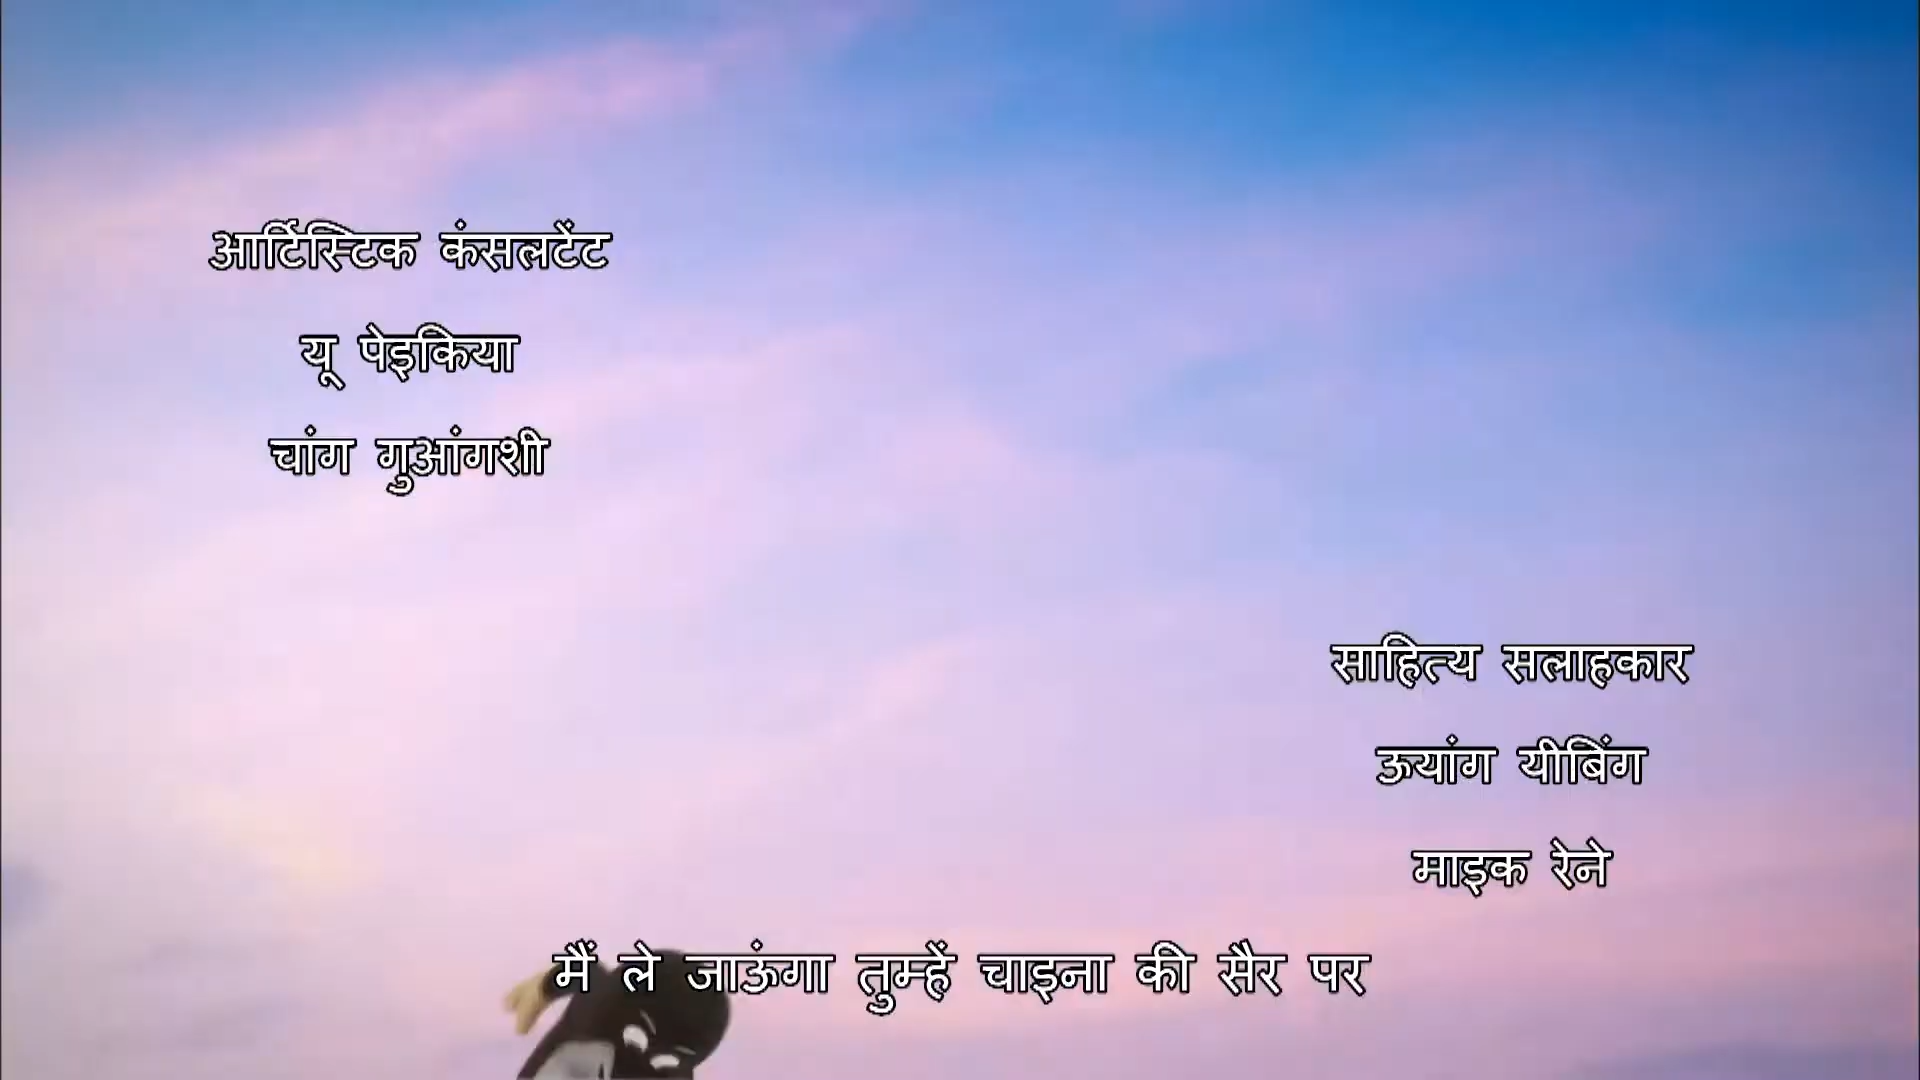 आर्टिस्टिक कंसलटेंट
यू पेइकिया
चांग गुआंगशी
साहित्य सलाहकार
ऊयांग यीबिंग
माइक रेने
मैं ले जाऊंगा तुम्हें चाइना की सैर पर